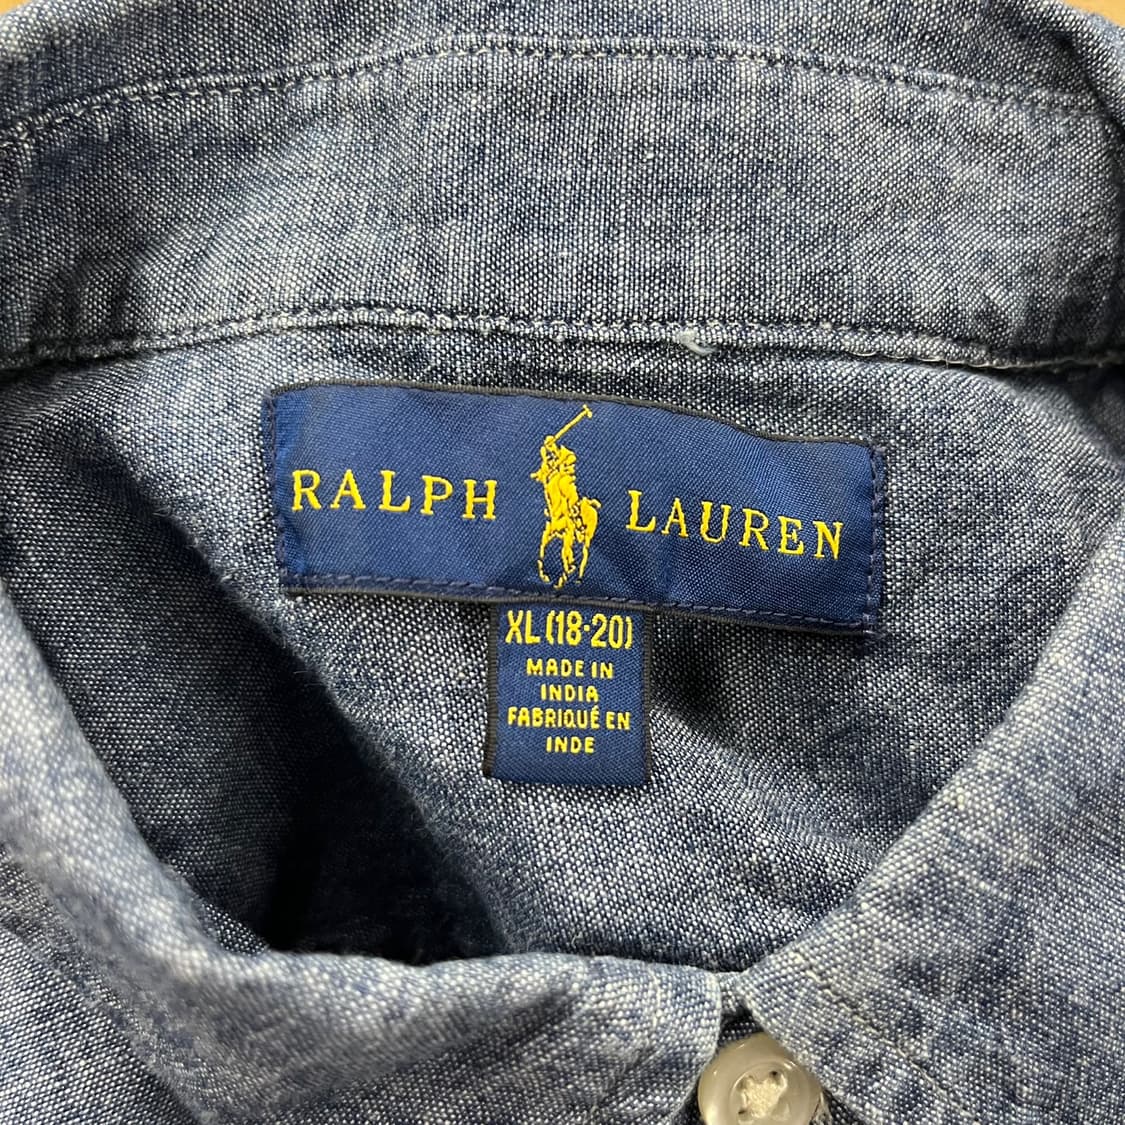 RALPH LAUREN
XL (18·20)
MADE IN
INDIA
FABRIQUÉ EN
INDE